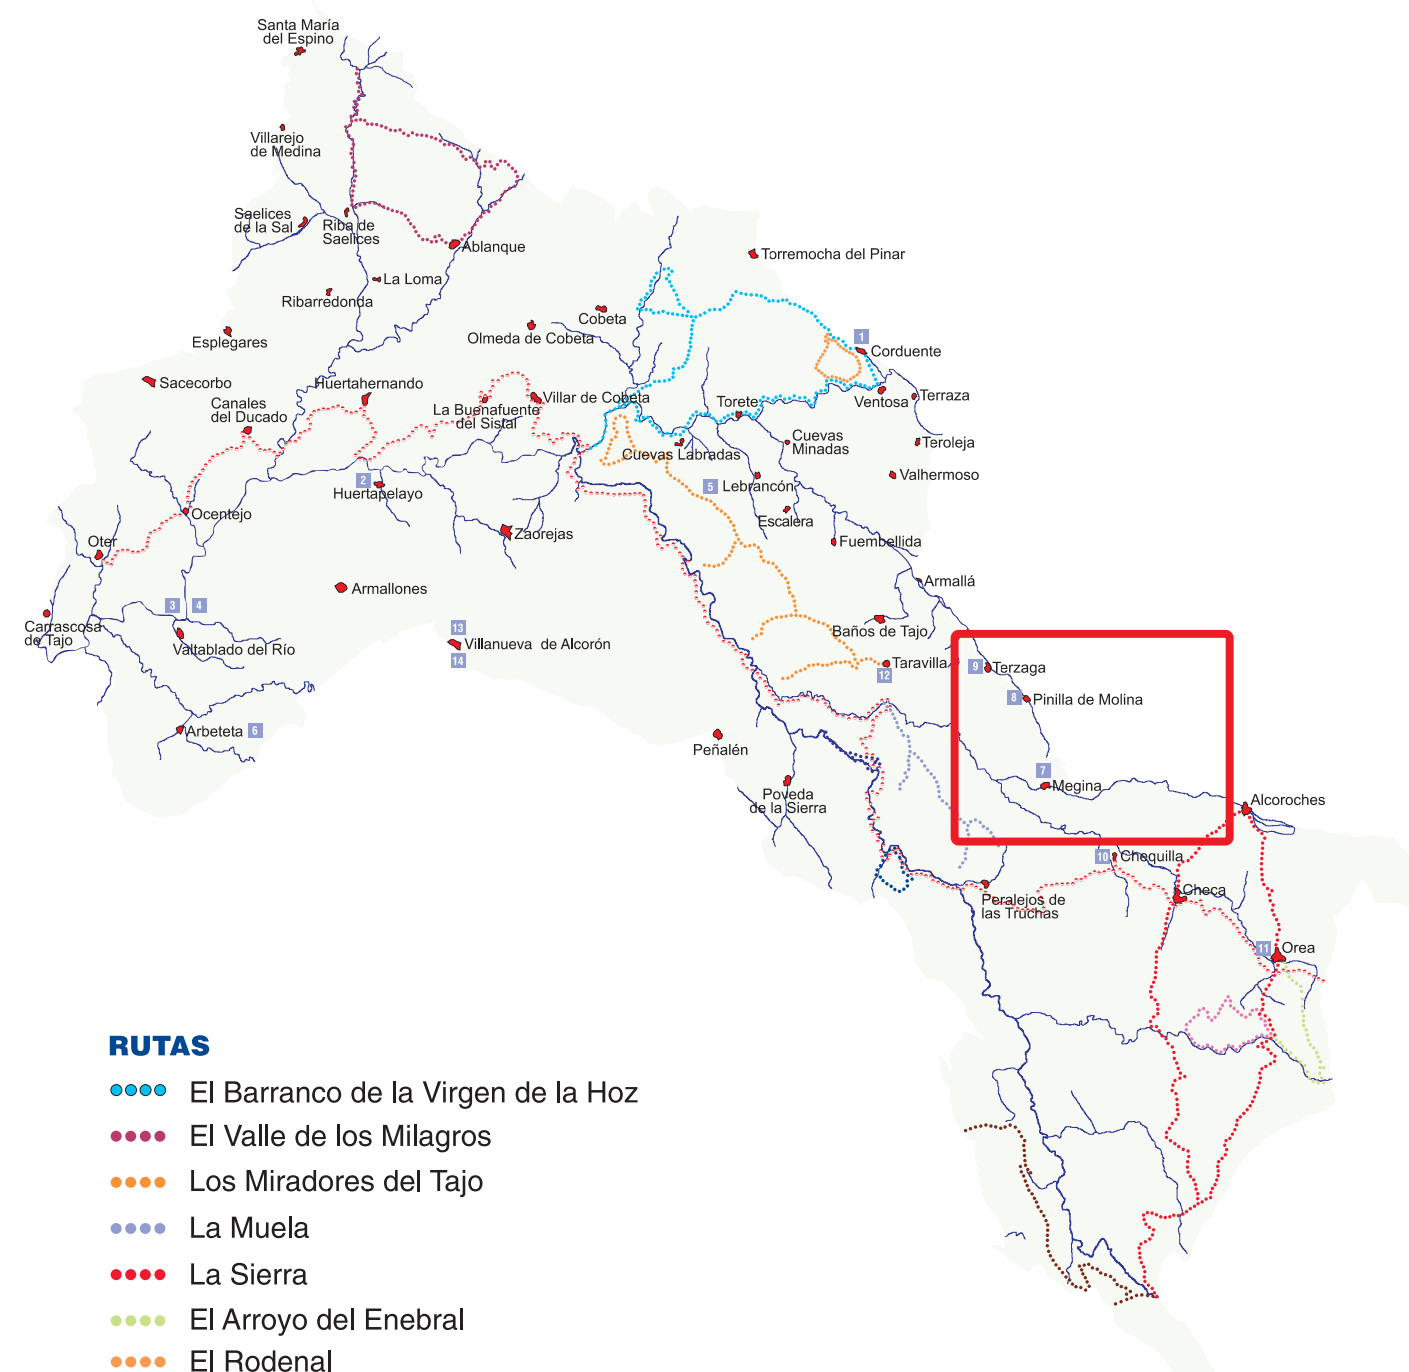 Santa María
del Espino
Villarejo
de Medina
Saelices
de la Sal
Riba de
Saelices
Ablanque
Torremocha del Pinar
La Loma
Ribarredonda
Cobeta
Esplegares
Olmeda de Cobeta
1
Corduente
Sacecorbo
Huertahernando
Canales
del Ducado
La Buenafuente
del Sistal
Villar de Cobeta
Torete
Ventosa
Terraza
Cuevas
Minadas
Teroleja
Cuevas Labradas
Valhermoso
2
Huertapelayo
5
Lebrancón
Ocentejo
Escalera
Zaorejas
Oter
Fuembellida
Armallones
Armallá
3
4
Carrascosa
de Tajo
Valtablado del Río
13
Villanueva de Alcorón
14
Baños de Tajo
Taravilla
12
9
Terzaga
8
Pinilla de Molina
Arbeteta
6
Peñalén
7
Megina
Poveda
de la Sierra
Alcoroches
10
Chequilla
Checa
Peralejos de
las Truchas
11
Orea
RUTAS
El Barranco de la Virgen de la Hoz
El Valle de los Milagros
Los Miradores del Tajo
La Muela
La Sierra
El Arroyo del Enebral
El Rodenal